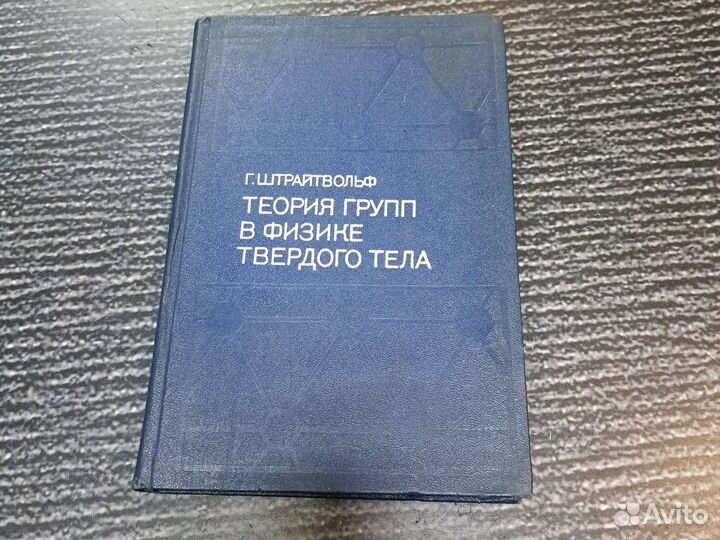 Г. ШТРАЙТВОЛЬФ
ТЕОРИЯ ГРУПП
В ФИЗИКЕ
ТВЕРДОГО ТЕЛА
Avito